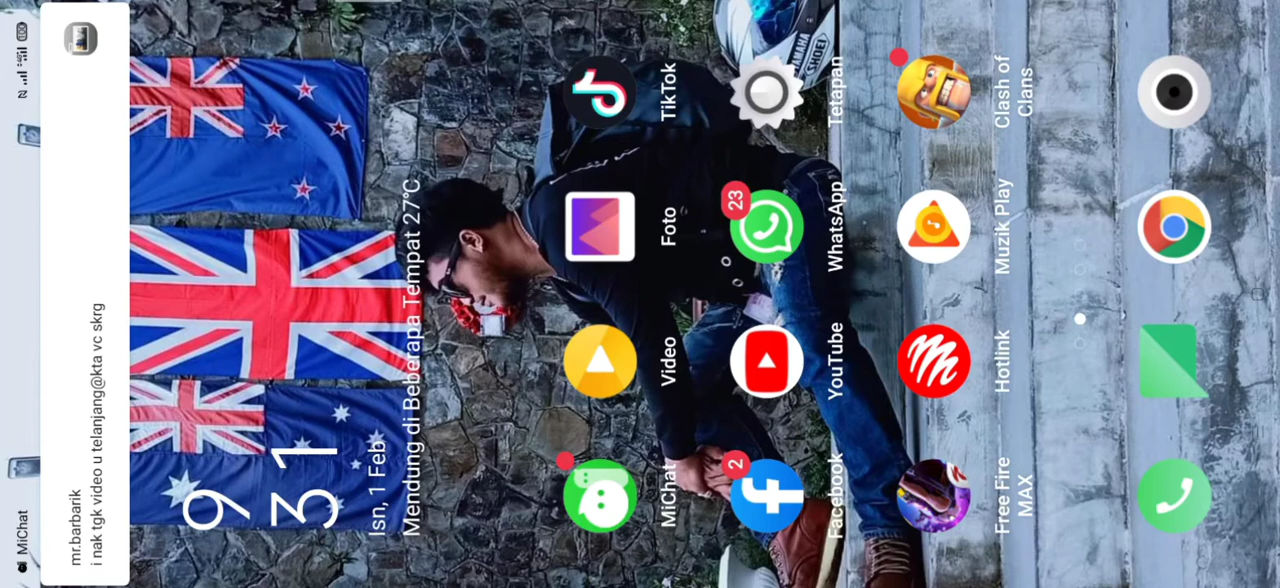 MiChat
mr.barbarik
i nak tgk video u telanjang@kta vc skrg
9
31
Isn, 1 Feb
Mendung di Beberapa Tempat 27°C
MiChat
Video
Foto
TikTok
2
Facebook
YouTube
23
WhatsApp
Tetapan
YAMAHA
SHOEI
Free Fire
MAX
Hotlink
Muzik Play
Clash of
Clans